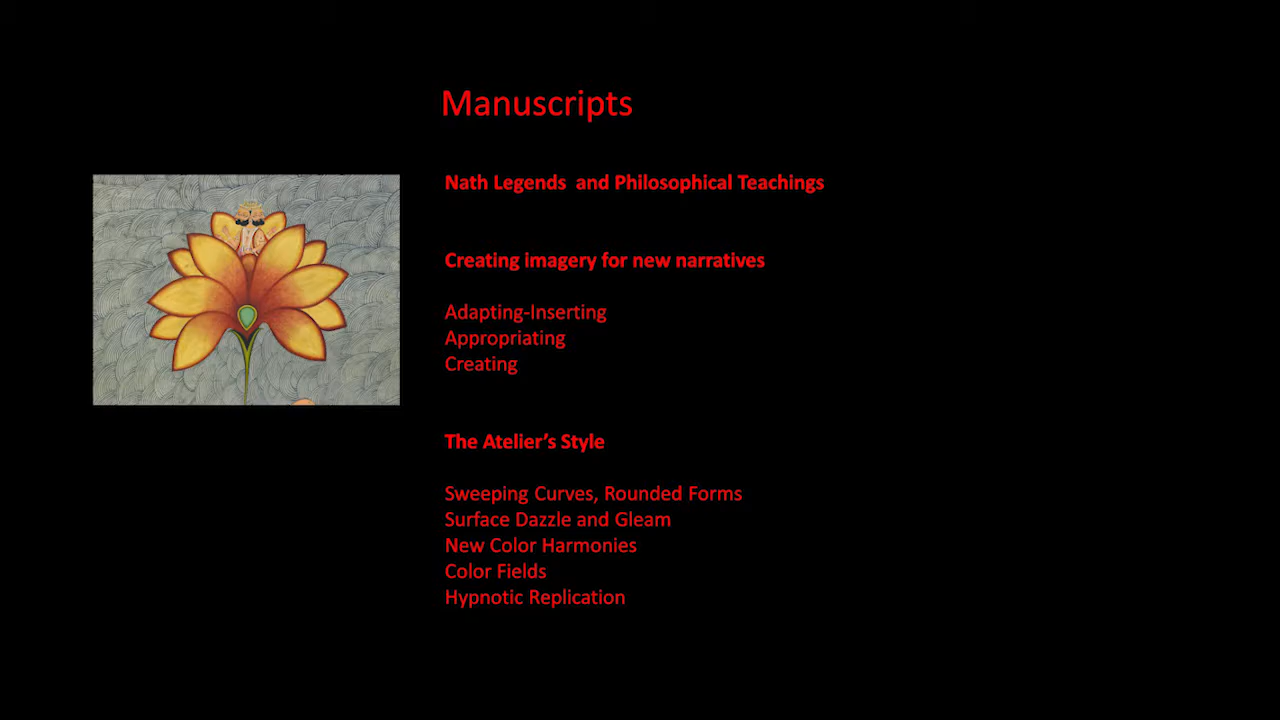 Manuscripts
Nath Legends and Philosophical Teachings
Creating imagery for new narratives
Adapting-Inserting
Appropriating
Creating
The Atelier’s Style
Sweeping Curves, Rounded Forms
Surface Dazzle and Gleam
New Color Harmonies
Color Fields
Hypnotic Replication